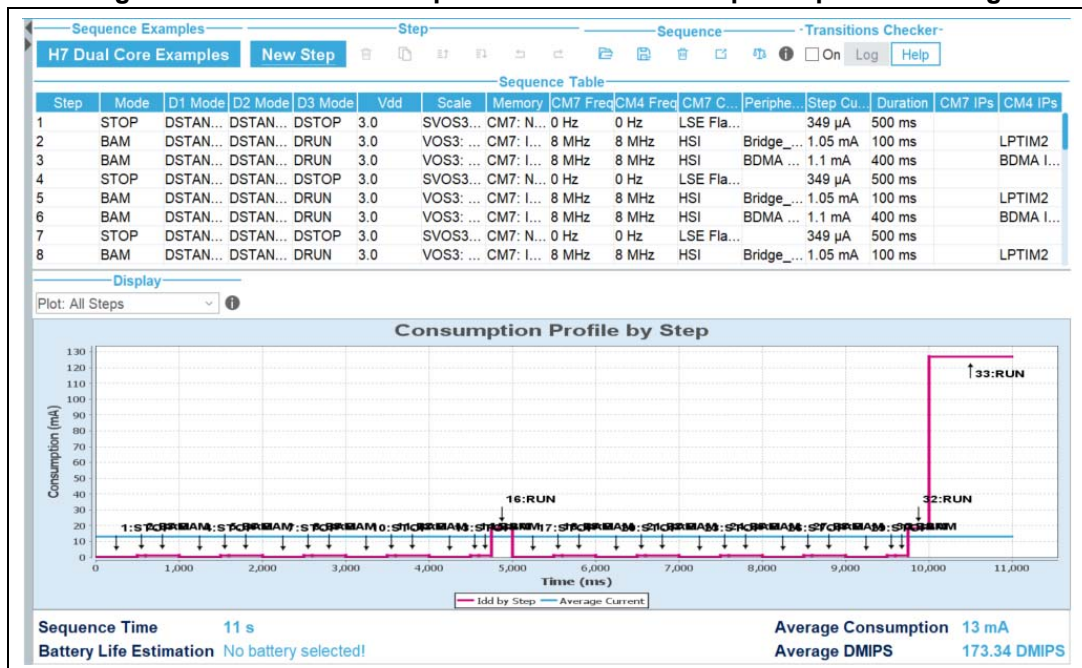 Sequence Examples Step Sequence Transitions Checker
H7 Dual Core Examples New Step On Log Help
Sequence Table
Step Mode D1 Mode D2 Mode D3 Mode Vdd Scale Memory CM7 Freq CM4 Freq CM7 C... Periphe... Step Cu... Duration CM7 IPs CM4 IPs
1 STOP DSTAN... DSTAN... DSTOP 3.0 SVOS3... CM7: N... 0 Hz 0 Hz LSE Fla... 349 µA 500 ms
2 BAM DSTAN... DSTAN... DRUN 3.0 VOS3: ... CM7: I... 8 MHz 8 MHz HSI Bridge_... 1.05 mA 100 ms LPTIM2
3 BAM DSTAN... DSTAN... DRUN 3.0 VOS3: ... CM7: I... 8 MHz 8 MHz HSI BDMA ... 1.1 mA 400 ms BDMA I...
4 STOP DSTAN... DSTAN... DSTOP 3.0 SVOS3... CM7: N... 0 Hz 0 Hz LSE Fla... 349 µA 500 ms
5 BAM DSTAN... DSTAN... DRUN 3.0 VOS3: ... CM7: I... 8 MHz 8 MHz HSI Bridge_... 1.05 mA 100 ms LPTIM2
6 BAM DSTAN... DSTAN... DRUN 3.0 VOS3: ... CM7: I... 8 MHz 8 MHz HSI BDMA ... 1.1 mA 400 ms BDMA I...
7 STOP DSTAN... DSTAN... DSTOP 3.0 SVOS3... CM7: N... 0 Hz 0 Hz LSE Fla... 349 µA 500 ms
8 BAM DSTAN... DSTAN... DRUN 3.0 VOS3: ... CM7: I... 8 MHz 8 MHz HSI Bridge_... 1.05 mA 100 ms LPTIM2
Display
Plot: All Steps
Consumption Profile by Step
Consumption (mA)
130
120
110
100
90
80
70
60
50
40
30
20
10
0
33:RUN
16:RUN
32:RUN
1:STOP
0 1,000 2,000 3,000 4,000 5,000 6,000 7,000 8,000 9,000 10,000 11,000
Time (ms)
Idd by Step Average Current
Sequence Time 11 s Average Consumption 13 mA
Battery Life Estimation No battery selected! Average DMIPS 173.34 DMIPS